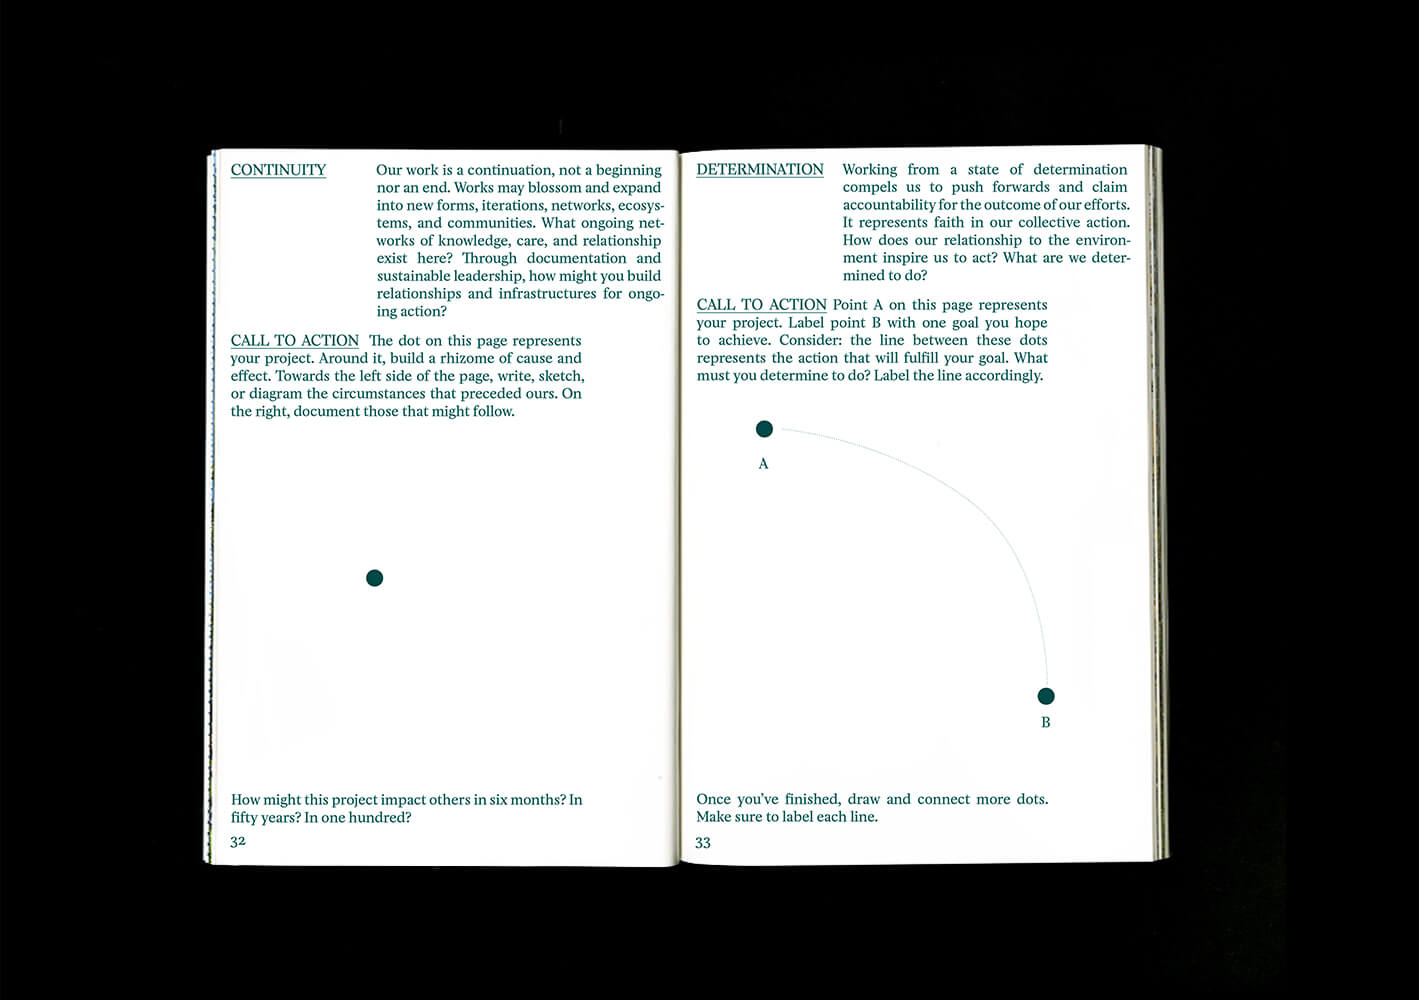 CONTINUITY
Our work is a continuation, not a beginning
nor an end. Works may blossom and expand
into new forms, iterations, networks, ecosys-
tems, and communities. What ongoing net-
works of knowledge, care, and relationship
exist here? Through documentation and
sustainable leadership, how might you build
relationships and infrastructures for ongo-
ing action?
CALL TO ACTION The dot on this page represents
your project. Around it, build a rhizome of cause and
effect. Towards the left side of the page, write, sketch,
or diagram the circumstances that preceded ours. On
the right, document those that might follow.
How might this project impact others in six months? In
fifty years? In one hundred?
32
DETERMINATION
Working from a state of determination
compels us to push forwards and claim
accountability for the outcome of our efforts.
It represents faith in our collective action.
How does our relationship to the environ-
ment inspire us to act? What are we deter-
mined to do?
CALL TO ACTION Point A on this page represents
your project. Label point B with one goal you hope
to achieve. Consider: the line between these dots
represents the action that will fulfill your goal. What
must you determine to do? Label the line accordingly.
A
B
Once you've finished, draw and connect more dots.
Make sure to label each line.
33